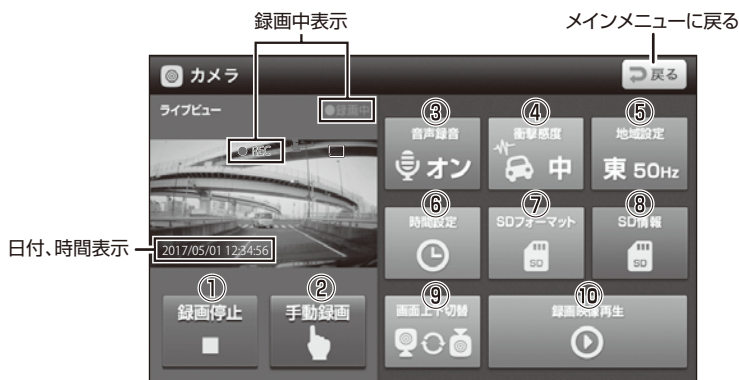 録画中表示
メインメニューに戻る
カメラ
戻る
ライブビュー
●録画中
● REC
日付、時間表示
2017/05/01 12:34:56
①
録画停止
②
手動録画
③
音声録音
オン
④
衝撃感度
中
⑤
地域設定
東 50Hz
⑥
時間設定
⑦
SDフォーマット
SD
⑧
SD情報
SD
⑨
画面上下切替
⑩
録画映像再生